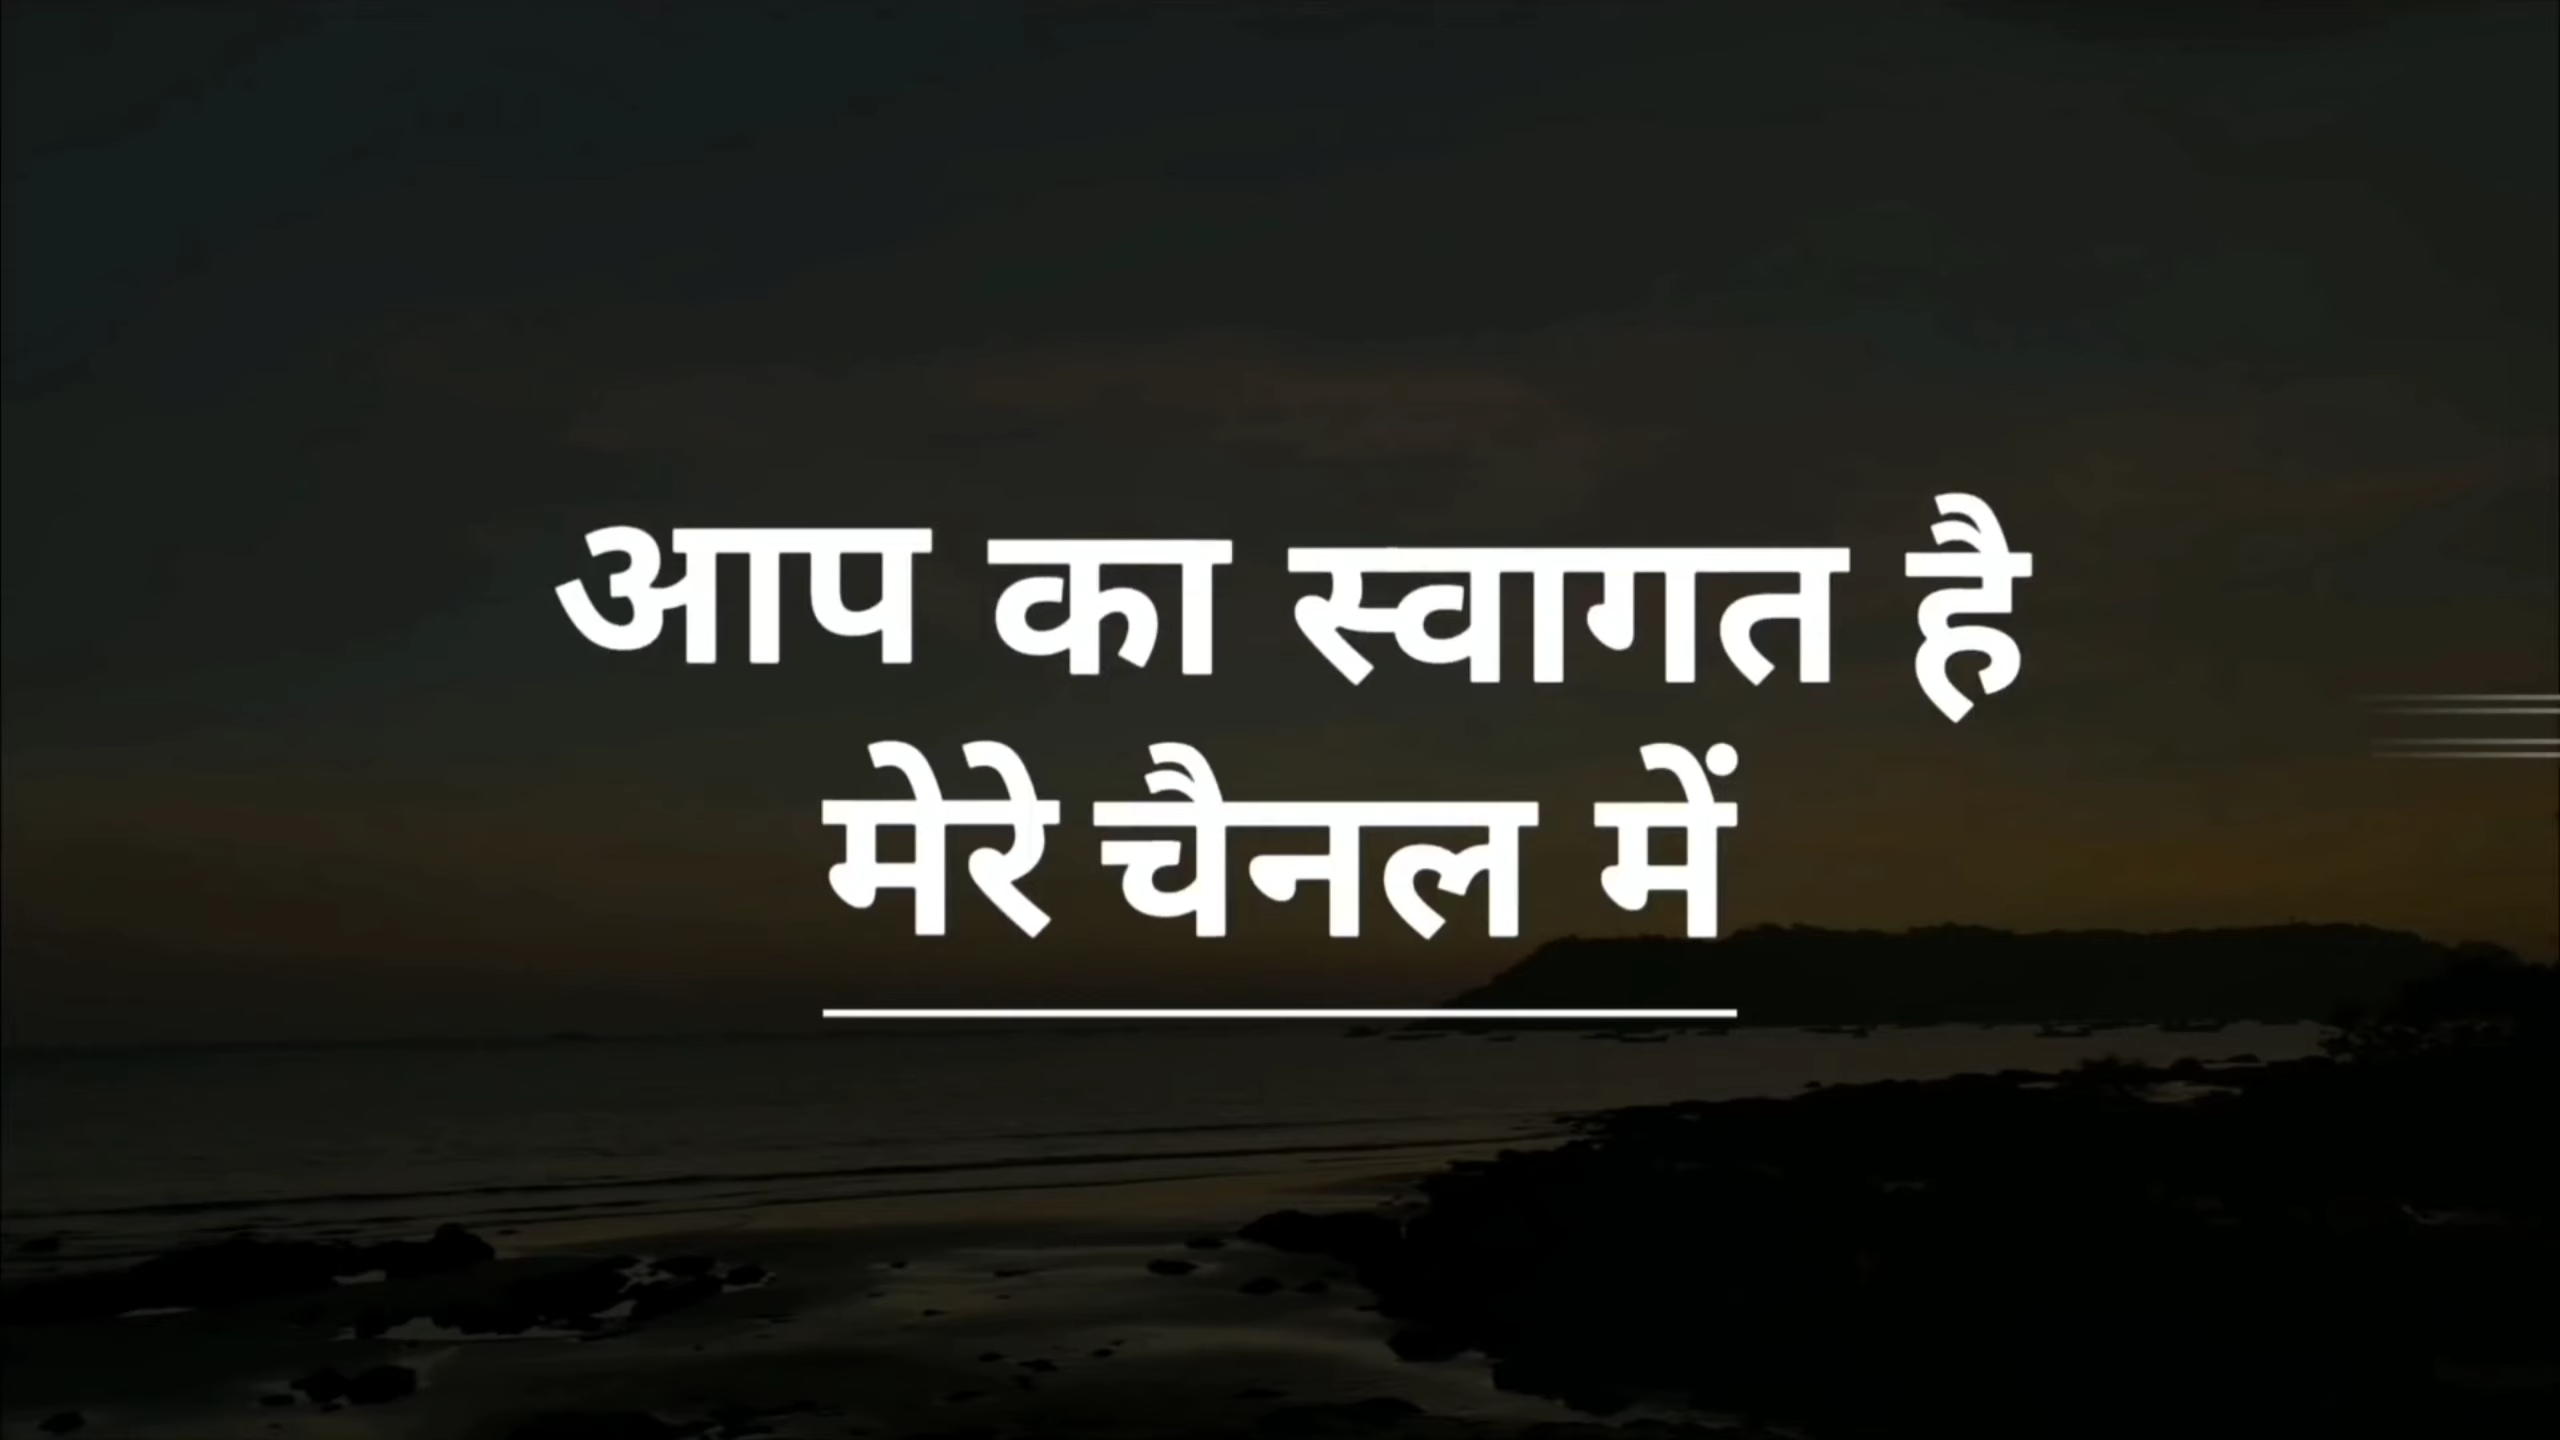 आप का स्वागत है
मेरे चैनल में